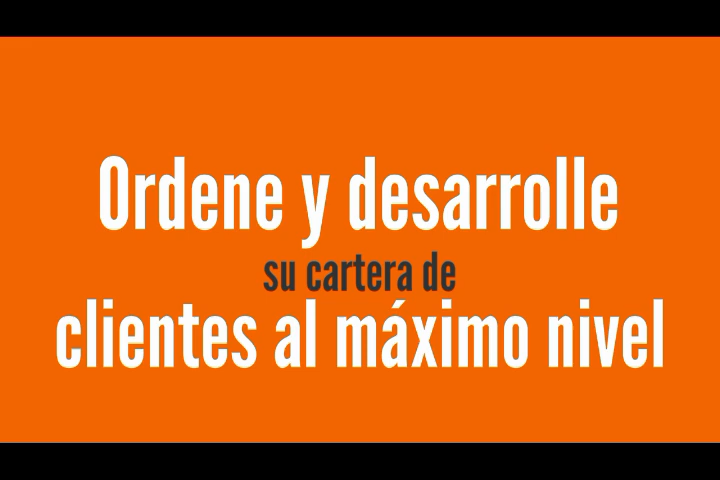 Ordene y desarrolle
su cartera de
clientes al máximo nivel